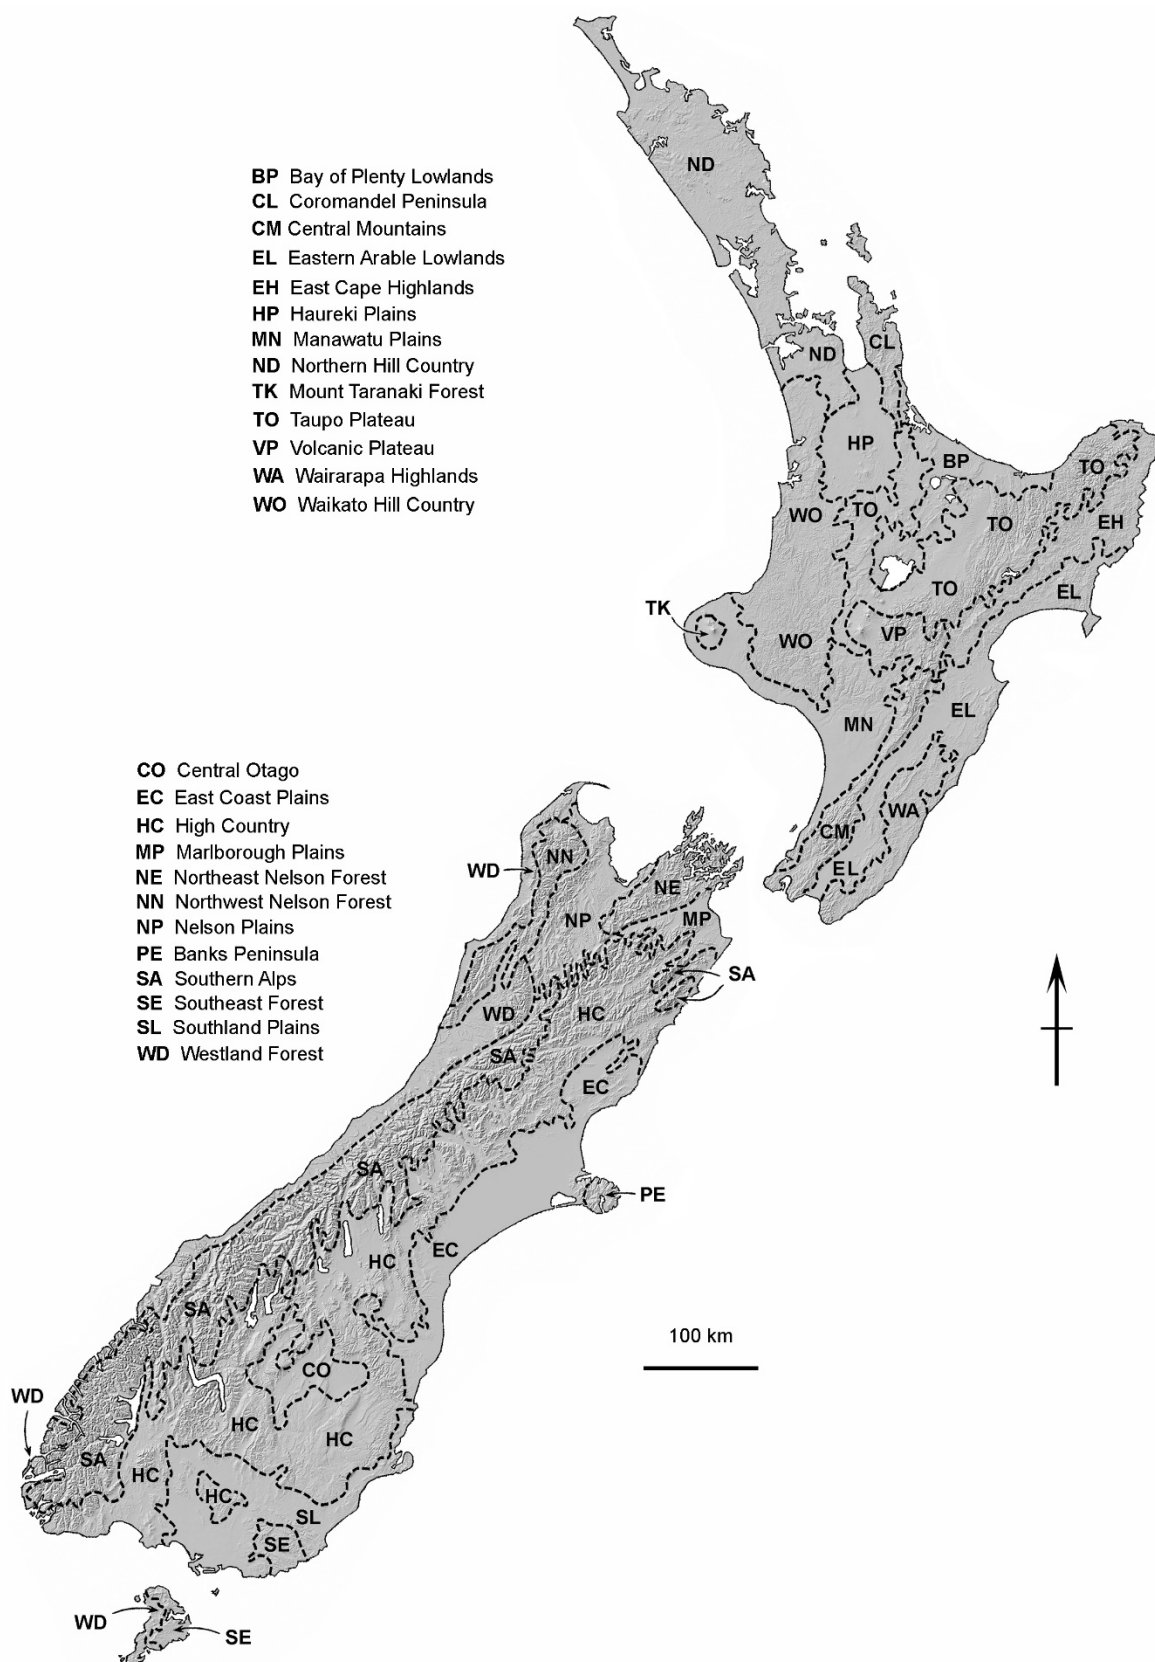 ND
BP Bay of Plenty Lowlands
CL Coromandel Peninsula
CM Central Mountains
EL Eastern Arable Lowlands
EH East Cape Highlands
HP Haureki Plains
MN Manawatu Plains
ND Northern Hill Country
TK Mount Taranaki Forest
TO Taupo Plateau
VP Volcanic Plateau
WA Wairarapa Highlands
WO Waikato Hill Country
ND
CL
HP
BP
TO
WO
TO
TO
EH
TO
EL
TK
WO
VP
MN
EL
WA
CM
EL
CO Central Otago
EC East Coast Plains
HC High Country
MP Marlborough Plains
NE Northeast Nelson Forest
NN Northwest Nelson Forest
NP Nelson Plains
PE Banks Peninsula
SA Southern Alps
SE Southeast Forest
SL Southland Plains
WD Westland Forest
NN
WD
NE
NP
MP
SA
WD
HC
SA
EC
SA
PE
HC
EC
SA
100 km
CO
WD
HC
HC
SA
HC
HC
SL
SE
WD
SE